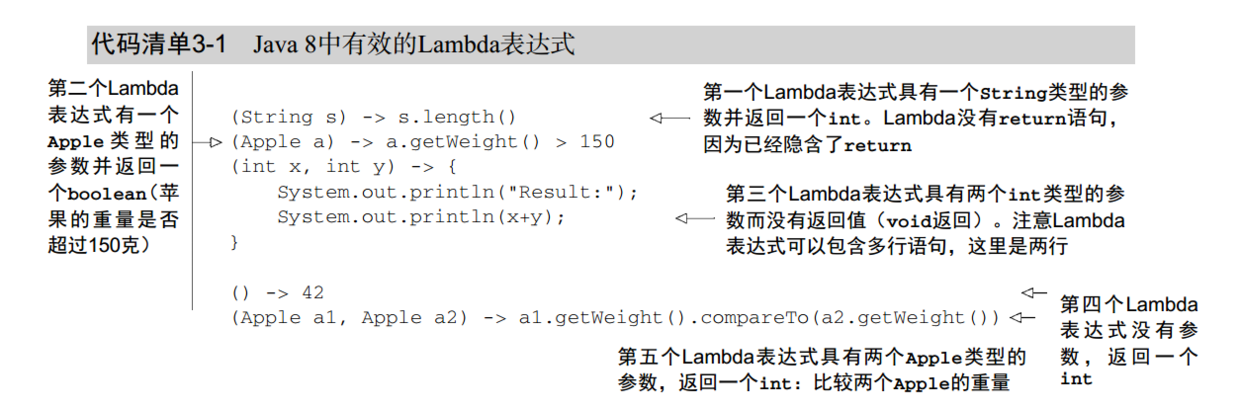 代码清单3-1 Java 8中有效的Lambda表达式
第二个Lambda
表达式有一个
Apple类型的
参数并返回一
个boolean（苹
果的重量是否
超过150克）
(String s) -> s.length()
(Apple a) -> a.getWeight() > 150
(int x, int y) -> {
    System.out.println("Result:");
    System.out.println(x+y);
}
() -> 42
(Apple a1, Apple a2) -> a1.getWeight().compareTo(a2.getWeight())
第一个Lambda表达式具有一个String类型的参
数并返回一个int。Lambda没有return语句，
因为已经隐含了return
第三个Lambda表达式具有两个int类型的参
数而没有返回值（void返回）。注意Lambda
表达式可以包含多行语句，这里是两行
第四个Lambda
表达式没有参
数，返回一个
int
第五个Lambda表达式具有两个Apple类型的
参数，返回一个int：比较两个Apple的重量